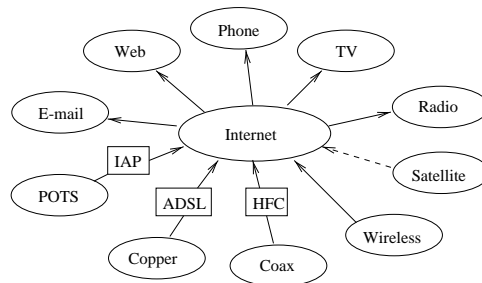 Phone
Web
TV
E-mail
Radio
Internet
IAP
Satellite
POTS
ADSL
HFC
Wireless
Copper
Coax